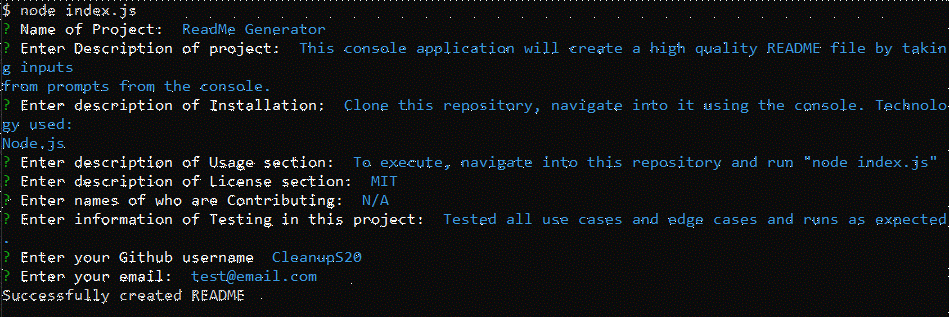 $ node index.js
? Name of Project:  ReadMe Generator
? Enter Description of project:  This console application will create a high quality README file by takin
g inputs
from prompts from the console.
? Enter description of Installation:  Clone this repository, navigate into it using the console. Technolo
gy used:
Node.js
? Enter description of Usage section:  To execute, navigate into this repository and run "node index.js"
? Enter description of License section:  MIT
? Enter names of who are Contributing:  N/A
? Enter information of Testing in this project:  Tested all use cases and edge cases and runs as expected
.
? Enter your Github username  CleanupS20
? Enter your email:  test@email.com
Successfully created README